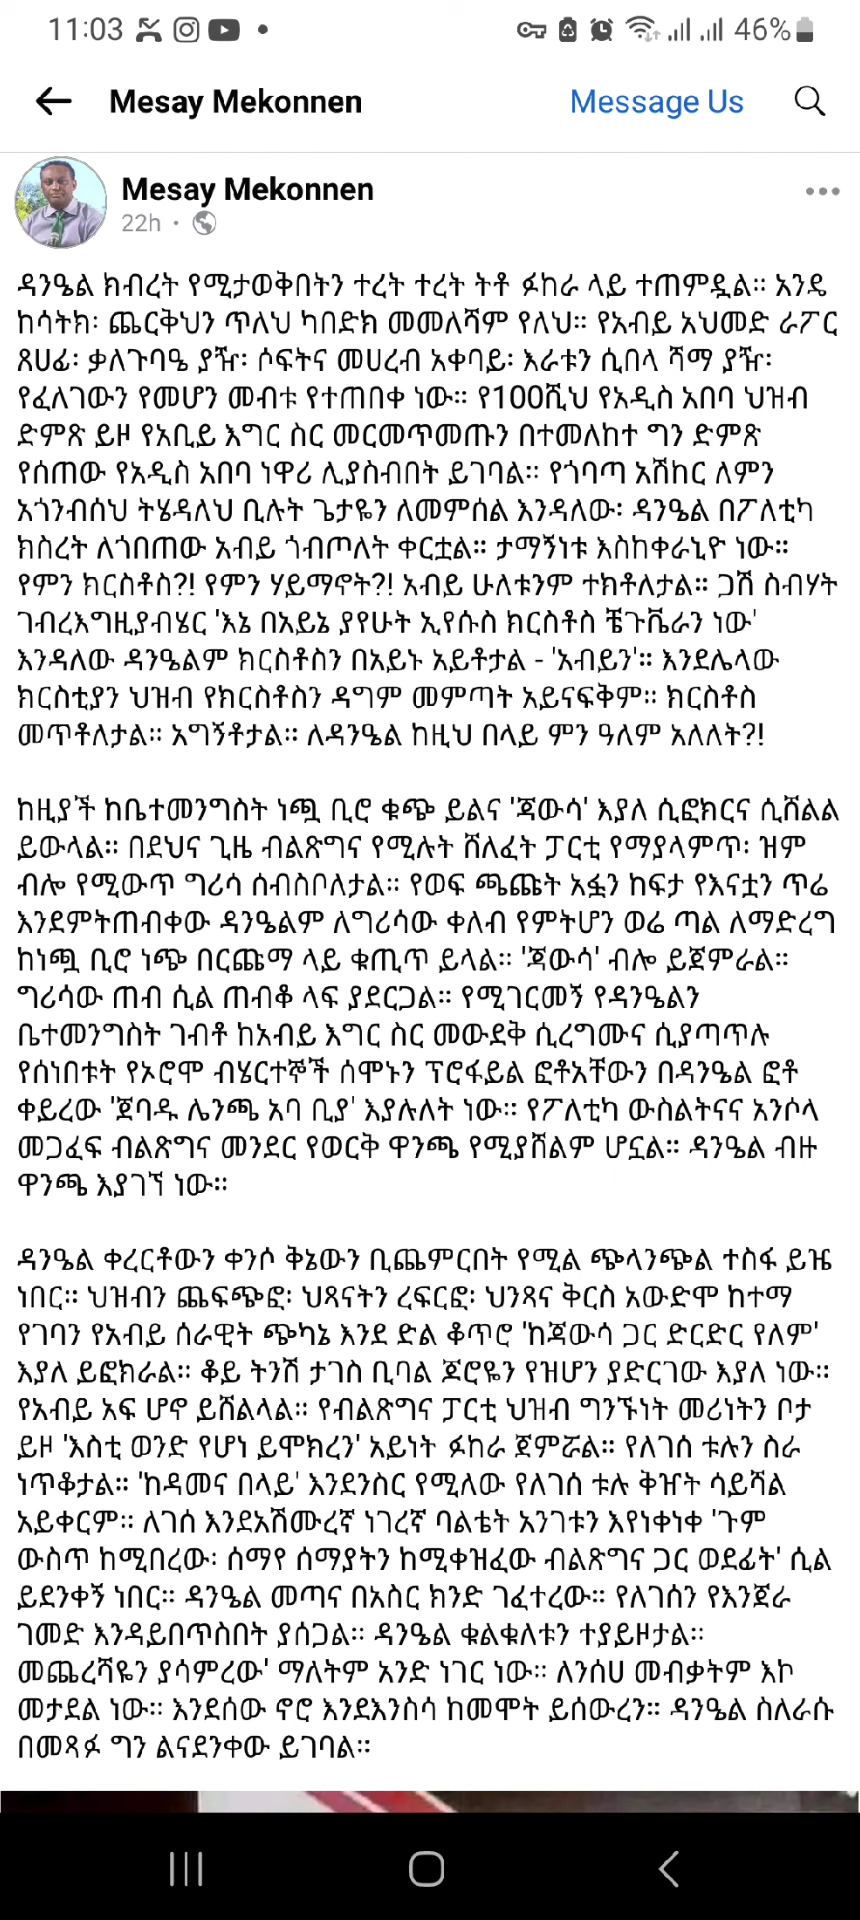 11:03
46%
Mesay Mekonnen
Message Us
Mesay Mekonnen
22h
ዳንዔል ክብረት የሚታወቅበትን ተረት ተረት ትቶ ፉከራ ላይ ተጠምዷል። አንዴ
ከሳትክ፡ ጨርቅህን ጥለህ ካበድክ መመለሻም የለህ። የአብይ አህመድ ራፖር
ጸሀፊ፡ ቃለጉባዔ ያዥ፡ ሶፍትና መሀረብ አቀባይ፡ እራቱን ሲበላ ሻማ ያዥ፡
የፈለገውን የመሆን መብቱ የተጠበቀ ነው። የ100ሺህ የአዲስ አበባ ህዝብ
ድምጽ ይዞ የአቢይ እግር ስር መርመጥመጡን በተመለከተ ግን ድምጽ
የሰጠው የአዲስ አበባ ነዋሪ ሊያስብበት ይገባል። የጎባጣ አሽከር ለምን
አጎንብሰህ ትሄዳለህ ቢሉት ጌታዬን ለመምሰል እንዳለው፡ ዳንዔል በፖለቲካ
ክስረት ለጎበጠው አብይ ጎብጦለት ቀርቷል። ታማኝነቱ እስከቀራኒዮ ነው።
የምን ክርስቶስ?! የምን ሃይማኖት?! አብይ ሁለቱንም ተክቶለታል። ጋሽ ስብሃት
ገብረእግዚያብሄር 'እኔ በአይኔ ያየሁት ኢየሱስ ክርስቶስ ቼጉቬራን ነው'
እንዳለው ዳንዔልም ክርስቶስን በአይኑ አይቶታል - 'አብይን'። እንደሌላው
ክርስቲያን ህዝብ የክርስቶስን ዳግም መምጣት አይናፍቅም። ክርስቶስ
መጥቶለታል። አግኝቶታል። ለዳንዔል ከዚህ በላይ ምን ዓለም አለለት?!
ከዚያች ከቤተመንግስት ነጯ ቢሮ ቁጭ ይልና 'ጃውሳ' እያለ ሲፎክርና ሲሸልል
ይውላል። በደህና ጊዜ ብልጽግና የሚሉት ሸለፈት ፓርቲ የማያላምጥ፡ ዝም
ብሎ የሚውጥ ግሪሳ ሰብስቦለታል። የወፍ ጫጩት አፏን ከፍታ የእናቷን ጥሬ
እንደምትጠብቀው ዳንዔልም ለግሪሳው ቀለብ የምትሆን ወሬ ጣል ለማድረግ
ከነጯ ቢሮ ነጭ በርጩማ ላይ ቁጢጥ ይላል። 'ጃውሳ' ብሎ ይጀምራል።
ግሪሳው ጠብ ሲል ጠብቆ ላፍ ያደርጋል። የሚገርመኝ የዳንዔልን
ቤተመንግስት ገብቶ ከአብይ እግር ስር መውደቅ ሲረግሙና ሲያጣጥሉ
የሰነበቱት የኦሮሞ ብሄርተኞች ሰሞኑን ፕሮፋይል ፎቶአቸውን በዳንዔል ፎቶ
ቀይረው 'ጀባዱ ሌንጫ አባ ቢያ' እያሉለት ነው። የፖለቲካ ውስልትናና አንሶላ
መጋፈፍ ብልጽግና መንደር የወርቅ ዋንጫ የሚያሸልም ሆኗል። ዳንዔል ብዙ
ዋንጫ እያገኘ ነው።
ዳንዔል ቀረርቶውን ቀንሶ ቅኔውን ቢጨምርበት የሚል ጭላንጭል ተስፋ ይዤ
ነበር። ህዝብን ጨፍጭፎ፡ ህጻናትን ረፍርፎ፡ ህንጻና ቅርስ አውድሞ ከተማ
የገባን የአብይ ሰራዊት ጭካኔ እንደ ድል ቆጥሮ 'ከጃውሳ ጋር ድርድር የለም'
እያለ ይፎክራል። ቆይ ትንሽ ታገስ ቢባል ጆሮዬን የዝሆን ያድርገው እያለ ነው።
የአብይ አፍ ሆኖ ይሸልላል። የብልጽግና ፓርቲ ህዝብ ግንኙነት መሪነትን ቦታ
ይዞ 'እስቲ ወንድ የሆነ ይሞክረን' አይነት ፉከራ ጀምሯል። የለገሰ ቱሉን ስራ
ነጥቆታል። 'ከዳመና በላይ' እንደንስር የሚለው የለገሰ ቱሉ ቅዠት ሳይሻል
አይቀርም። ለገሰ እንደአሽሙረኛ ነገረኛ ባልቴት አንገቱን እየነቀነቀ 'ጉም
ውስጥ ከሚበረው፡ ሰማየ ሰማያትን ከሚቀዝፈው ብልጽግና ጋር ወደፊት' ሲል
ይደንቀኝ ነበር። ዳንዔል መጣና በአስር ክንድ ገፈተረው። የለገሰን የእንጀራ
ገመድ እንዳይበጥስበት ያሰጋል። ዳንዔል ቁልቁለቱን ተያይዞታል።
መጨረሻዬን ያሳምረው' ማለትም አንድ ነገር ነው። ለንሰሀ መብቃትም እኮ
መታደል ነው። እንደሰው ኖሮ እንደእንስሳ ከመሞት ይሰውረን። ዳንዔል ስለራሱ
በመጻፉ ግን ልናደንቀው ይገባል።